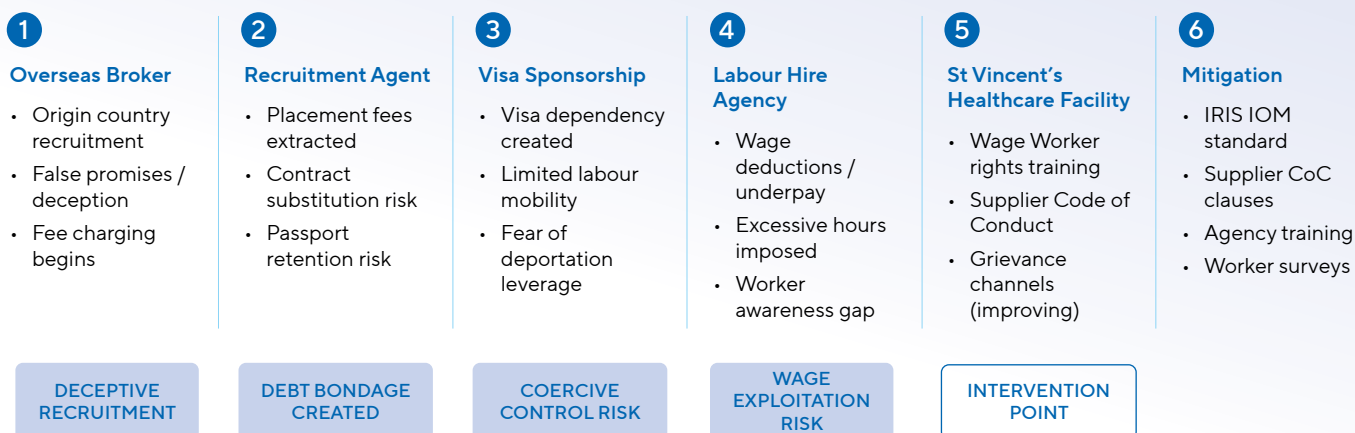 1
Overseas Broker
• Origin country
recruitment
• False promises /
deception
• Fee charging
begins
DECEPTIVE
RECRUITMENT
2
Recruitment Agent
• Placement fees
extracted
• Contract
substitution risk
• Passport
retention risk
DEBT BONDAGE
CREATED
3
Visa Sponsorship
• Visa dependency
created
• Limited labour
mobility
• Fear of
deportation
leverage
COERCIVE
CONTROL RISK
4
Labour Hire
Agency
• Wage
deductions /
underpay
• Excessive hours
imposed
• Worker
awareness gap
WAGE
EXPLOITATION
RISK
5
St Vincent's
Healthcare Facility
• Wage Worker
rights training
• Supplier Code of
Conduct
• Grievance
channels
(improving)
INTERVENTION
POINT
6
Mitigation
• IRIS IOM
standard
• Supplier CoC
clauses
• Agency training
• Worker surveys